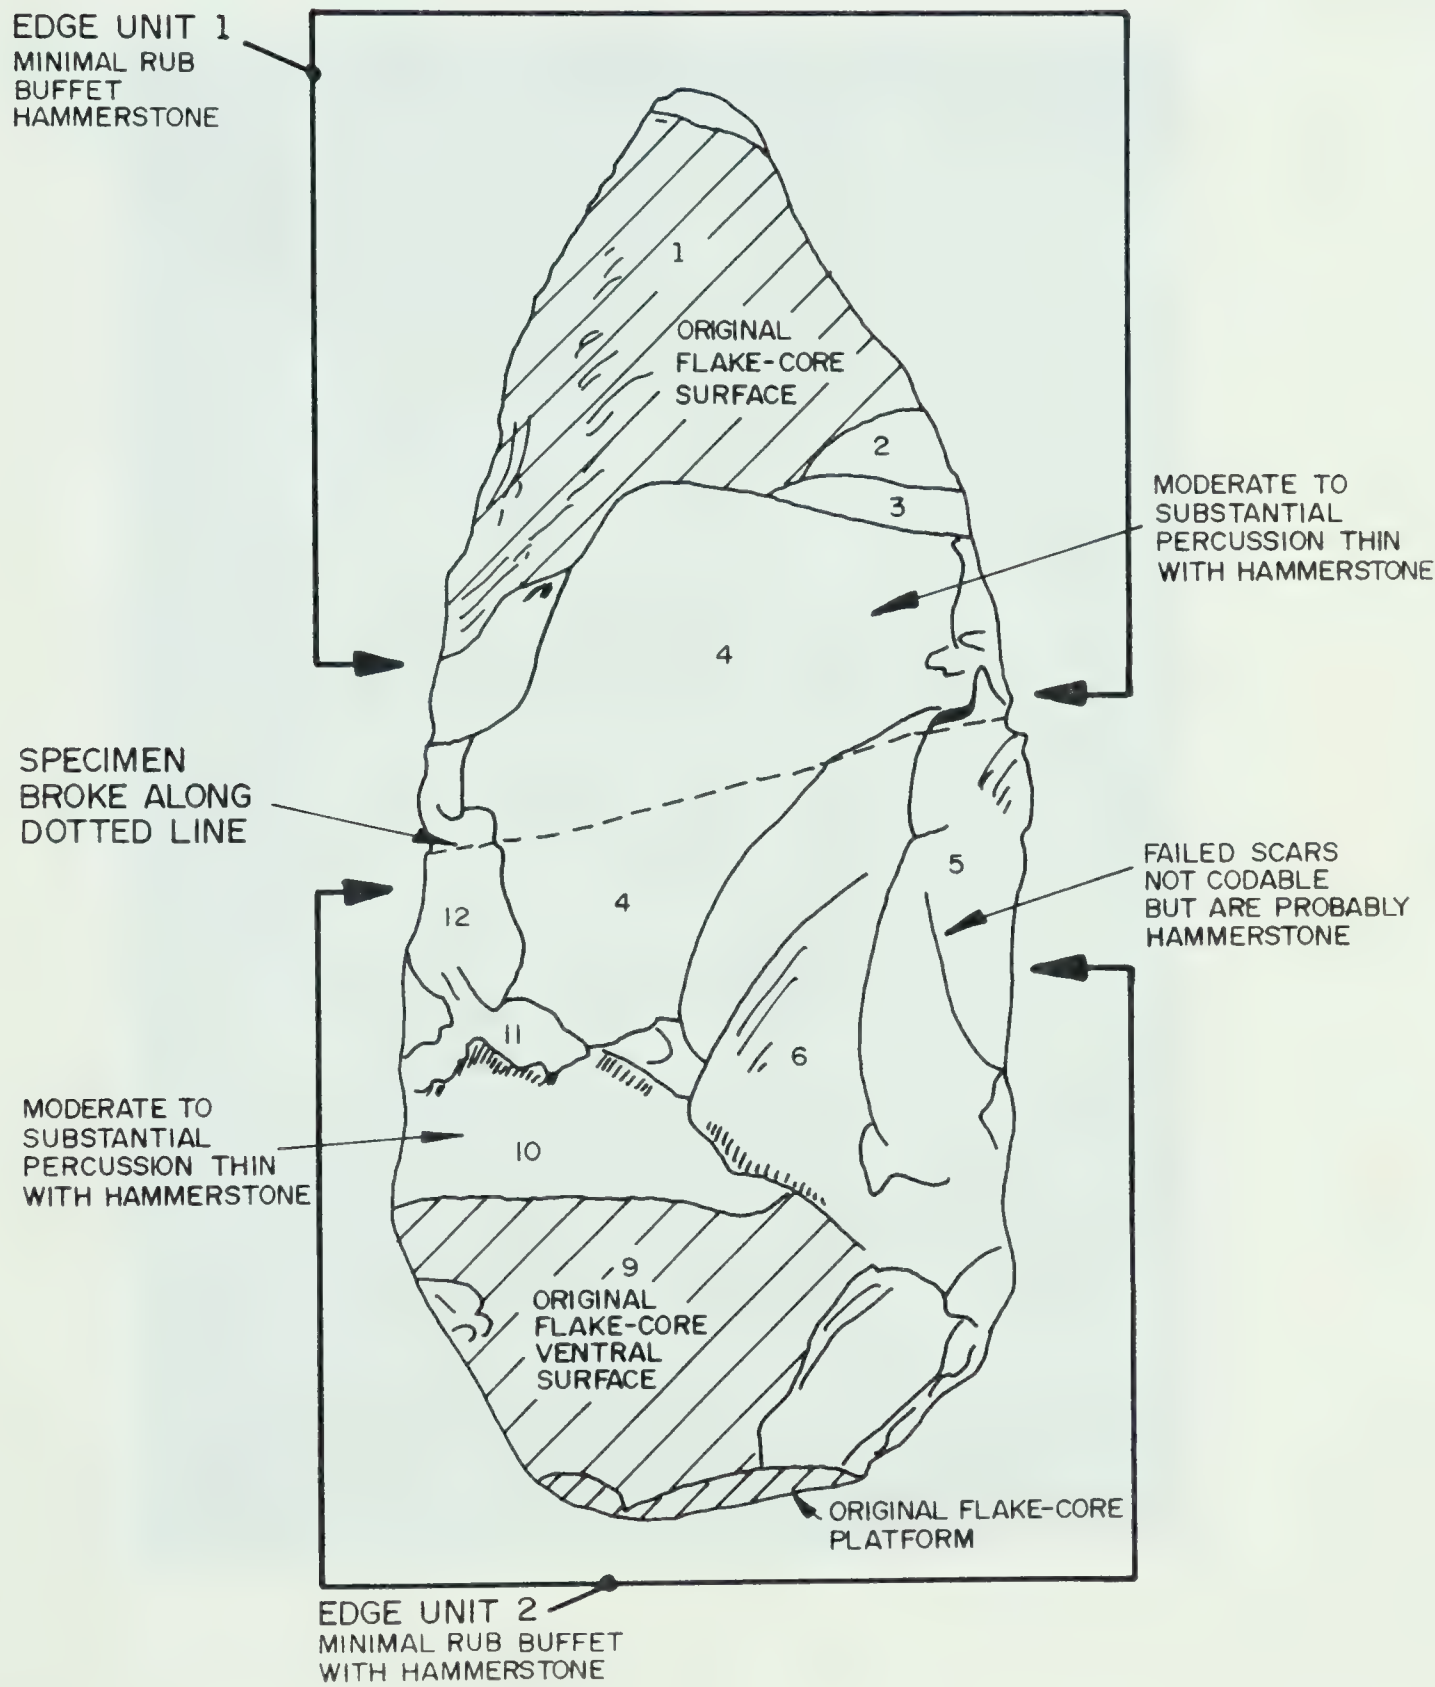 EDGE UNIT 1
MINIMAL RUB
BUFFET
HAMMERSTONE
1
ORIGINAL
FLAKE-CORE
SURFACE
2
3
MODERATE TO
SUBSTANTIAL
PERCUSSION THIN
WITH HAMMERSTONE
4
SPECIMEN
BROKE ALONG
DOTTED LINE
5
FAILED SCARS
NOT CODABLE
BUT ARE PROBABLY
HAMMERSTONE
4
12
11
6
MODERATE TO
SUBSTANTIAL
PERCUSSION THIN
WITH HAMMERSTONE
10
9
ORIGINAL
FLAKE-CORE
VENTRAL
SURFACE
ORIGINAL FLAKE-CORE
PLATFORM
EDGE UNIT 2
MINIMAL RUB BUFFET
WITH HAMMERSTONE